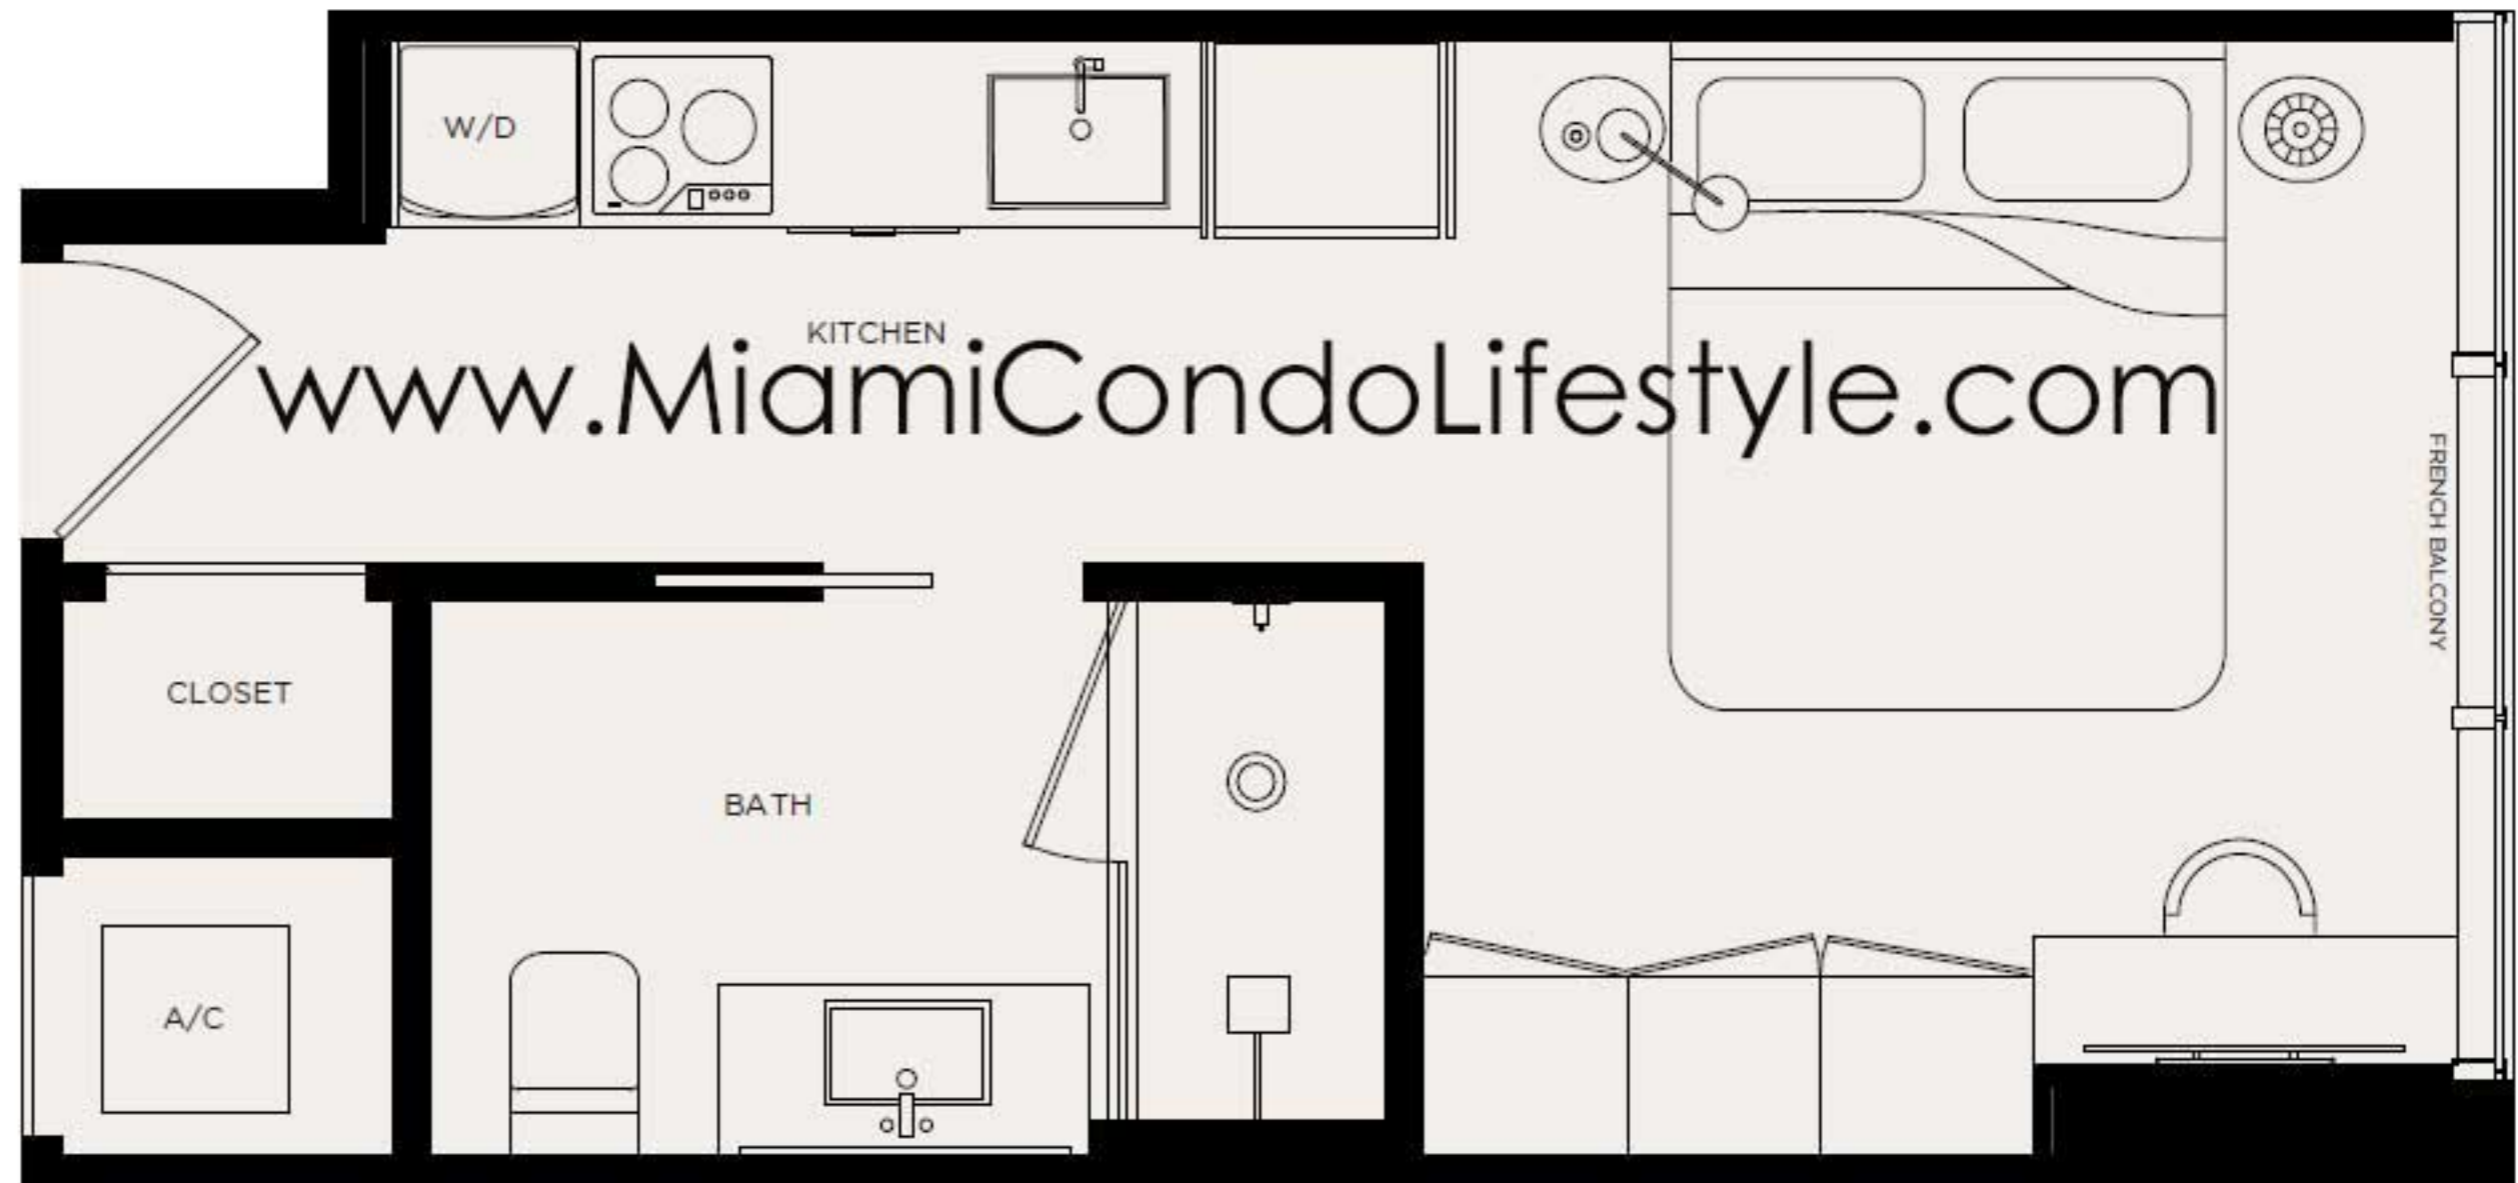 W/D
KITCHEN
www.MiamiCondoLifestyle.com
FRENCH BALCONY
CLOSET
BATH
A/C